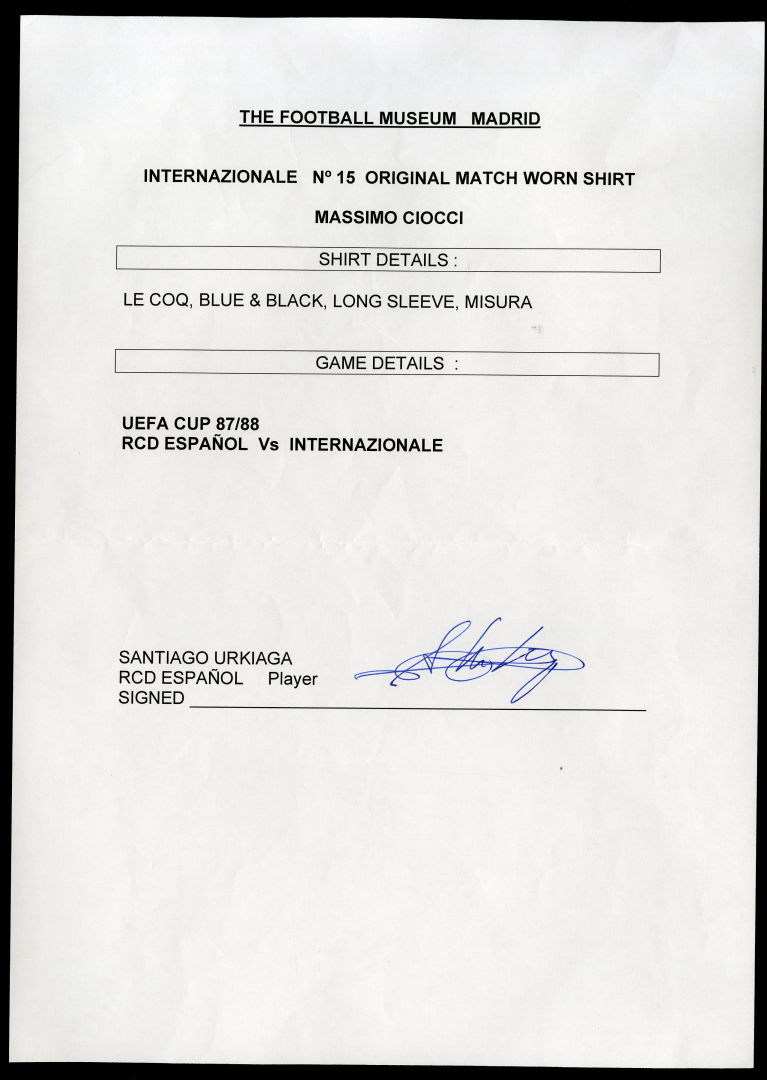 THE FOOTBALL MUSEUM MADRID
INTERNAZIONALE Nº 15 ORIGINAL MATCH WORN SHIRT
MASSIMO CIOCCI
SHIRT DETAILS :
LE COQ, BLUE & BLACK, LONG SLEEVE, MISURA
GAME DETAILS :
UEFA CUP 87/88
RCD ESPAÑOL Vs INTERNAZIONALE
SANTIAGO URKIAGA
RCD ESPAÑOL Player
SIGNED